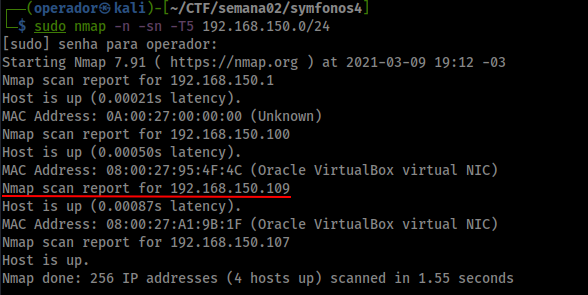 (operador㉿kali)-[~/CTF/semana02/symfonos4]
$ sudo nmap -n -sn -T5 192.168.150.0/24
[sudo] senha para operador:
Starting Nmap 7.91 ( https://nmap.org ) at 2021-03-09 19:12 -03
Nmap scan report for 192.168.150.1
Host is up (0.00021s latency).
MAC Address: 0A:00:27:00:00:00 (Unknown)
Nmap scan report for 192.168.150.100
Host is up (0.00050s latency).
MAC Address: 08:00:27:95:4F:4C (Oracle VirtualBox virtual NIC)
Nmap scan report for 192.168.150.109
Host is up (0.00087s latency).
MAC Address: 08:00:27:A1:9B:1F (Oracle VirtualBox virtual NIC)
Nmap scan report for 192.168.150.107
Host is up.
Nmap done: 256 IP addresses (4 hosts up) scanned in 1.55 seconds